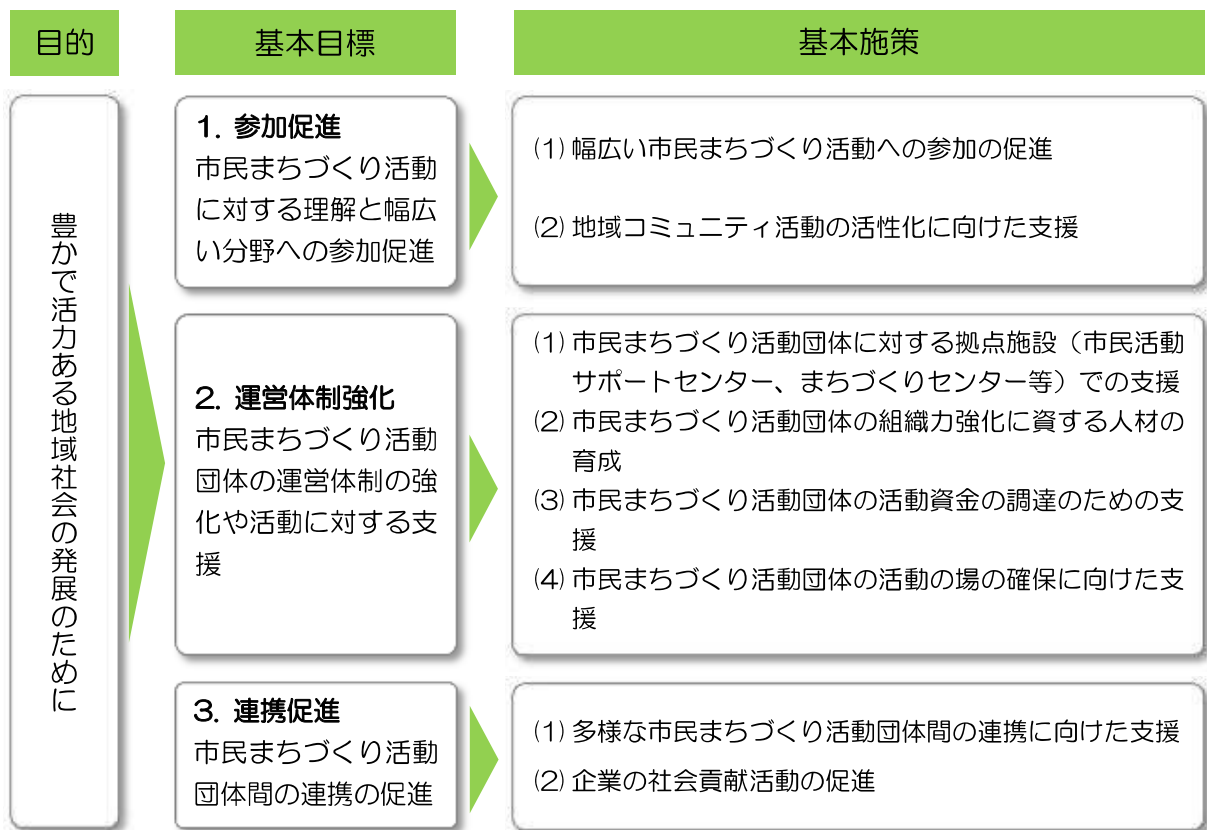 目的
基本目標
基本施策
豊かで活力ある地域社会の発展のために
1. 参加促進
市民まちづくり活動
に対する理解と幅広
い分野への参加促進
(1) 幅広い市民まちづくり活動への参加の促進
(2) 地域コミュニティ活動の活性化に向けた支援
2. 運営体制強化
市民まちづくり活動
団体の運営体制の強
化や活動に対する支
援
(1) 市民まちづくり活動団体に対する拠点施設（市民活動
サポートセンター、まちづくりセンター等）での支援
(2) 市民まちづくり活動団体の組織力強化に資する人材の
育成
(3) 市民まちづくり活動団体の活動資金の調達のための支
援
(4) 市民まちづくり活動団体の活動の場の確保に向けた支
援
3. 連携促進
市民まちづくり活動
団体間の連携の促進
(1) 多様な市民まちづくり活動団体間の連携に向けた支援
(2) 企業の社会貢献活動の促進